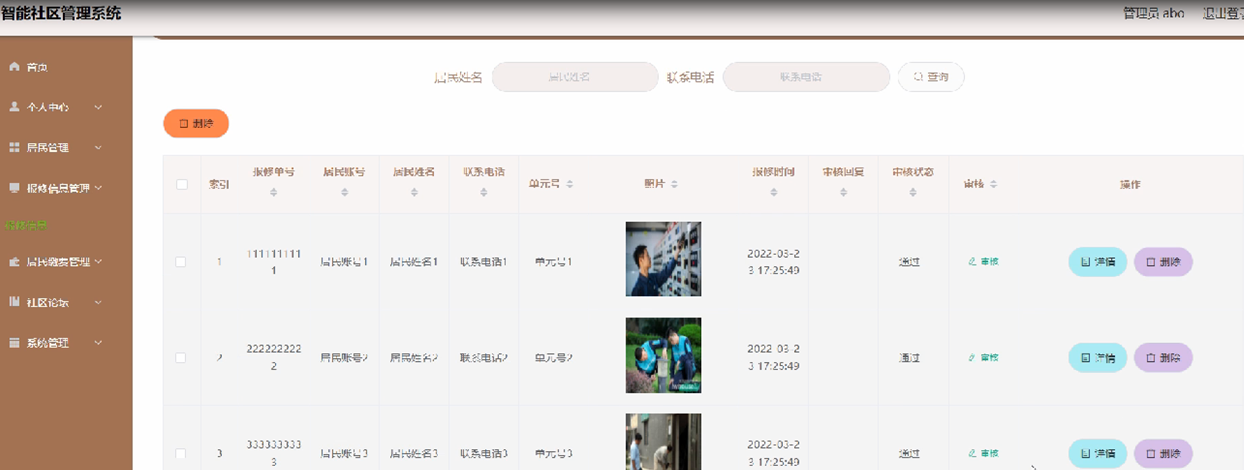 智能社区管理系统
管理员 abo 退出登录
首页
个人中心
居民管理
报修信息管理
报修信息
居民缴费管理
社区论坛
系统管理
居民姓名 居民姓名 联系电话 联系电话 查询
删除
索引 报修单号 居民账号 居民姓名 联系电话 单元号 照片 报修时间 审核回复 审核状态 审核 操作
1 1111111111 居民账号1 居民姓名1 联系电话1 单元号1 2022-03-23 17:25:49 通过 审核 详情 删除
2 2222222222 居民账号2 居民姓名2 联系电话2 单元号2 2022-03-23 17:25:49 通过 审核 详情 删除
3 3333333333 居民账号3 居民姓名3 联系电话3 单元号3 2022-03-23 17:25:49 通过 审核 详情 删除